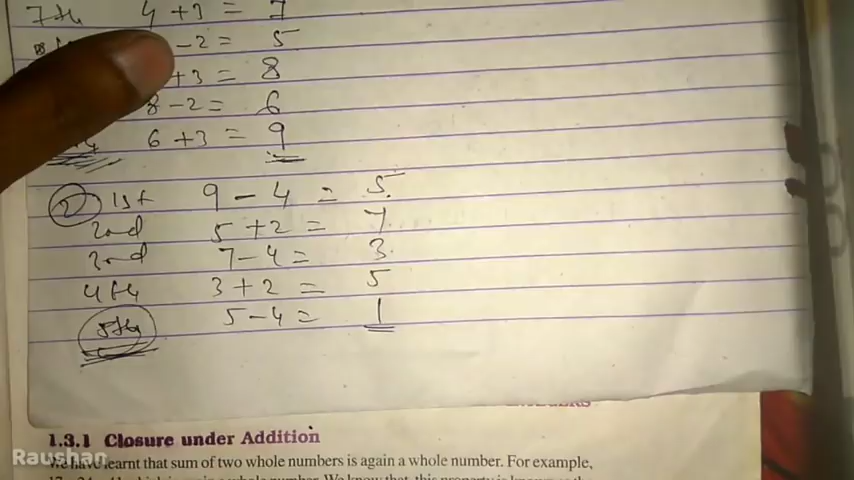 7th 4 +3 = 7
-2 = 5
+3 = 8
8 -2 = 6
6 +3 = 9
2 1st 9 - 4 = 5
2nd 5 +2 = 7
7-4 = 3
4th 3 +2 = 5
5th 5-4 = 1
1.3.1 Closure under Addition
We have learnt that sum of two whole numbers is again a whole number. For example,
Raushan